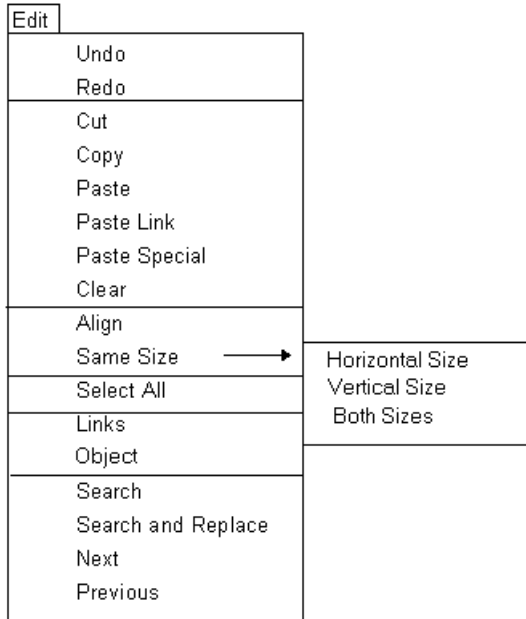 Edit
Undo
Redo
Cut
Copy
Paste
Paste Link
Paste Special
Clear
Align
Same Size
Horizontal Size
Vertical Size
Both Sizes
Select All
Links
Object
Search
Search and Replace
Next
Previous